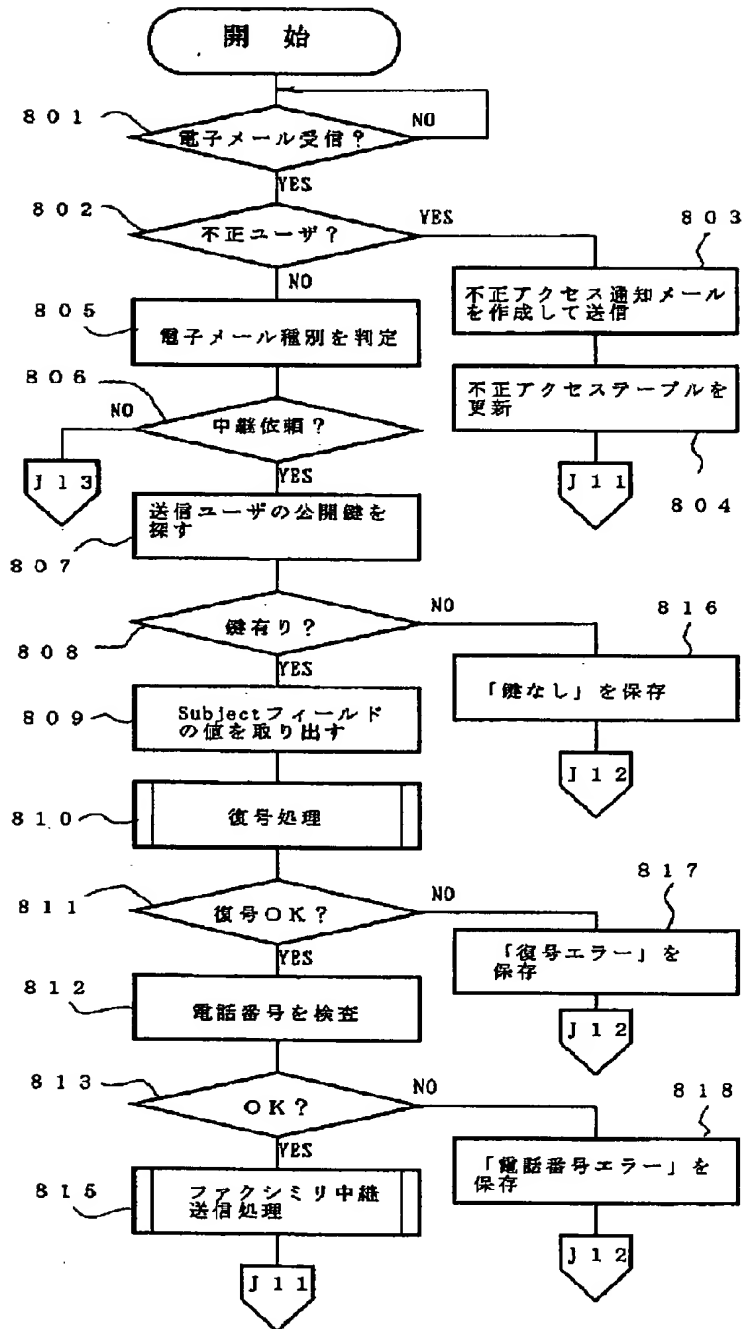 開 始
801
電子メール受信?
NO
YES
802
不正ユーザ?
YES
803
NO
不正アクセス通知メール
を作成して送信
805
電子メール種別を判定
不正アクセステーブルを
更新
806
NO
中継依頼?
J13
YES
J11
804
送信ユーザの公開鍵を
探す
807
鍵有り?
NO
816
808
YES
「鍵なし」を保存
809
Subjectフィールド
の値を取り出す
J12
810
復号処理
817
811
復号OK?
NO
YES
「復号エラー」を
保存
812
電話番号を検査
J12
813
OK?
NO
818
YES
「電話番号エラー」を
保存
815
ファクシミリ中継
送信処理
J12
J11